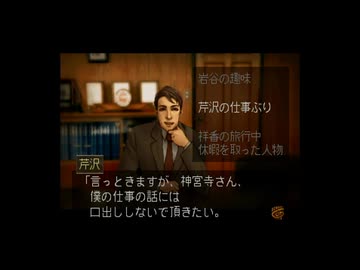 岩谷の趣味
芹沢の仕事ぶり
祥香の旅行中
休暇を取った人物
芹沢
「言っときますが、神宮寺さん、
僕の仕事の話には
口出ししないで頂きたい。